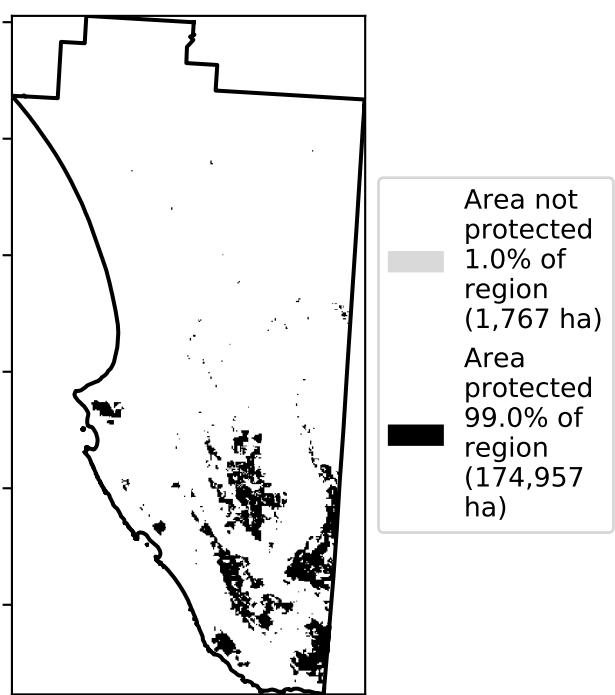 Area not
protected
1.0% of
region
(1,767 ha)
Area
protected
99.0% of
region
(174,957
ha)